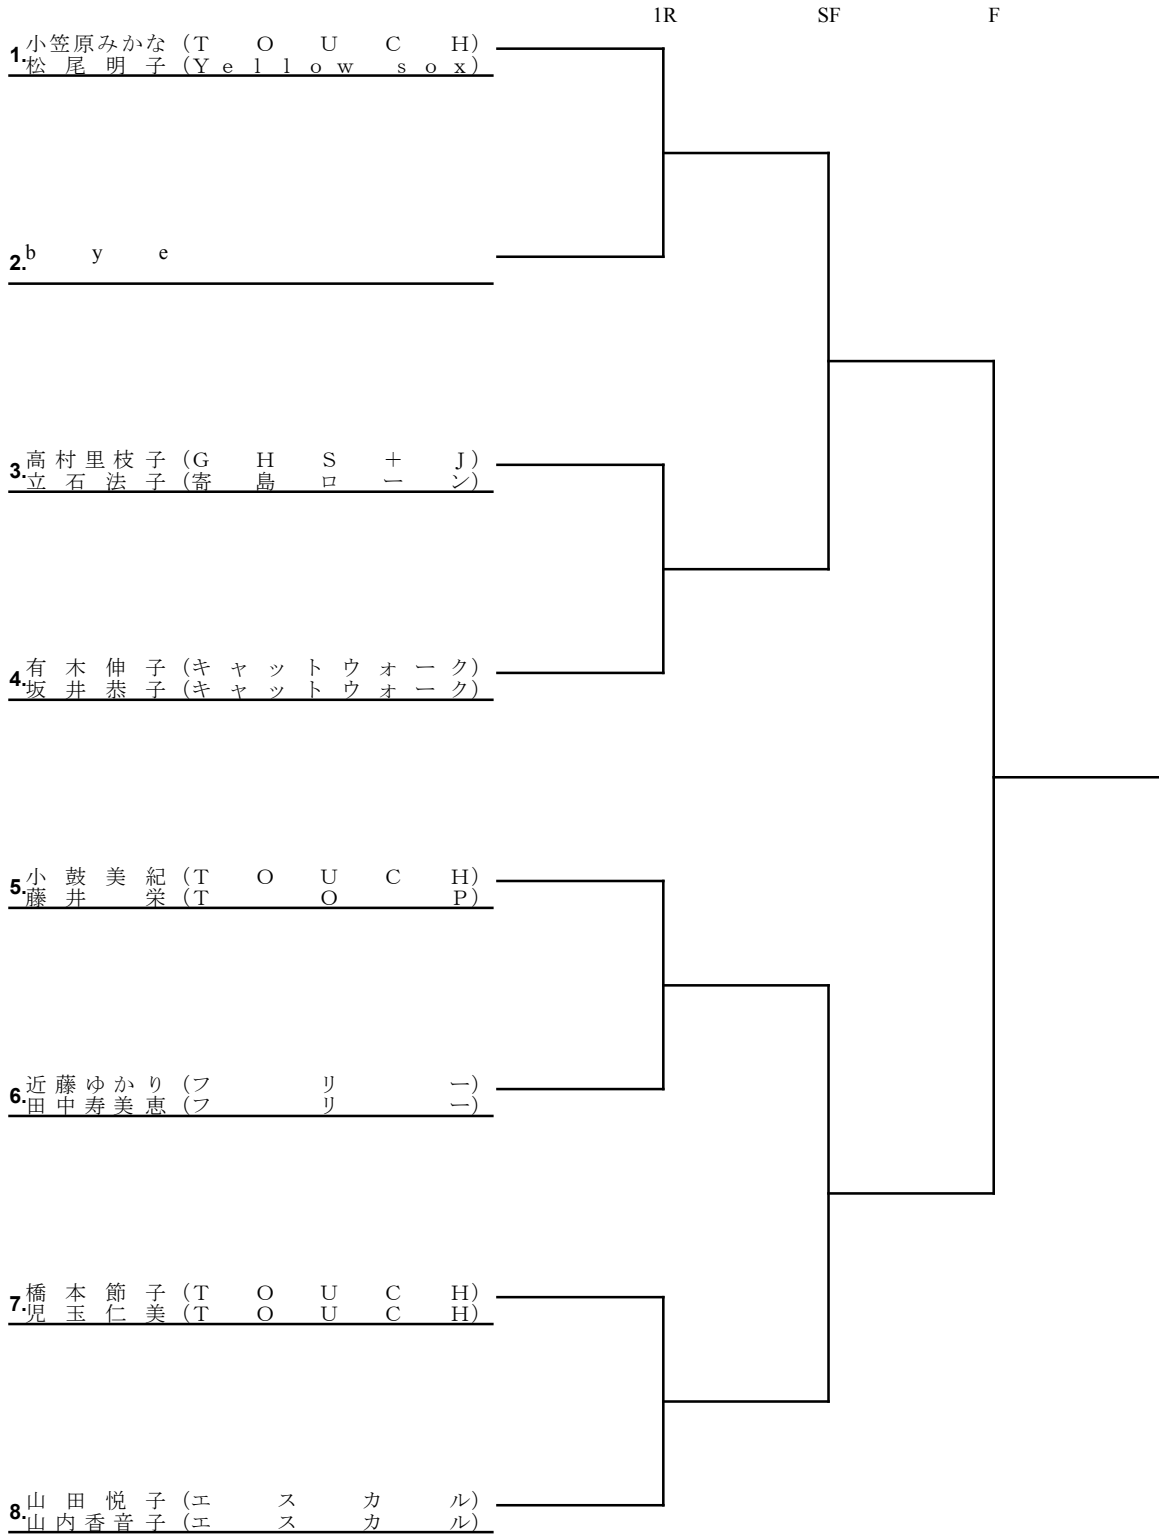 1R SF F
1. 小笠原みかな (TOUCH)
松尾明子 (Yellow sox)
2. bye
3. 高村里枝子 (GHS+J)
立石法子 (寄島ローン)
4. 有木伸子 (キャットウォーク)
坂井恭子 (キャットウォーク)
5. 小鼓美紀 (TOUCH)
藤井栄 (TOP)
6. 近藤ゆかり (フリー)
田中寿美恵 (フリー)
7. 橋本節子 (TOUCH)
児玉仁美 (TOUCH)
8. 山田悦子 (エスカル)
山内香音子 (エスカル)